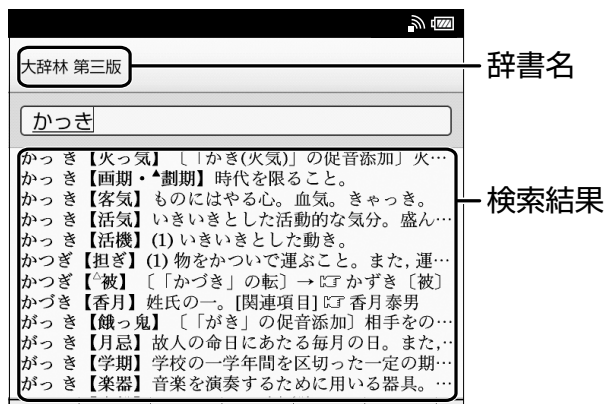 大辞林 第三版
辞書名
かっき
検索結果
かっ き【火っ気】〔「かき(火気)」の促音添加〕火…
かっ き【画期・▲劃期】時代を限ること。
かっ き【客気】ものにはやる心。血気。きゃっき。
かっ き【活気】いきいきとした活動的な気分。盛ん…
かっ き【活機】(1) いきいきとした動き。
かつぎ【担ぎ】(1) 物をかついで運ぶこと。また, 運…
かつぎ【△被】〔「かづき」の転〕→ ☞ かずき〔被〕
かづき【香月】姓氏の一。[関連項目] ☞ 香月泰男
がっ き【餓っ鬼】〔「がき」の促音添加〕相手をの…
がっ き【月忌】故人の命日にあたる毎月の日。また,…
がっ き【学期】学校の一学年間を区切った一定の期…
がっ き【楽器】音楽を演奏するために用いる器具。…